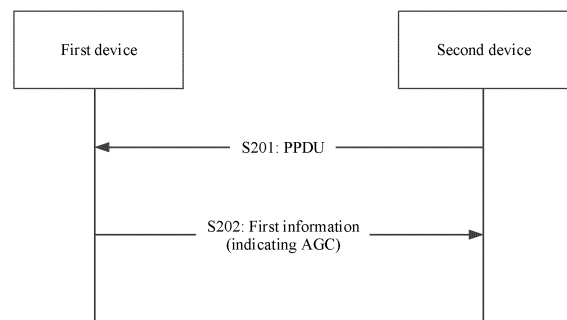 First device
Second device
S201: PPDU
S202: First information
(indicating AGC)